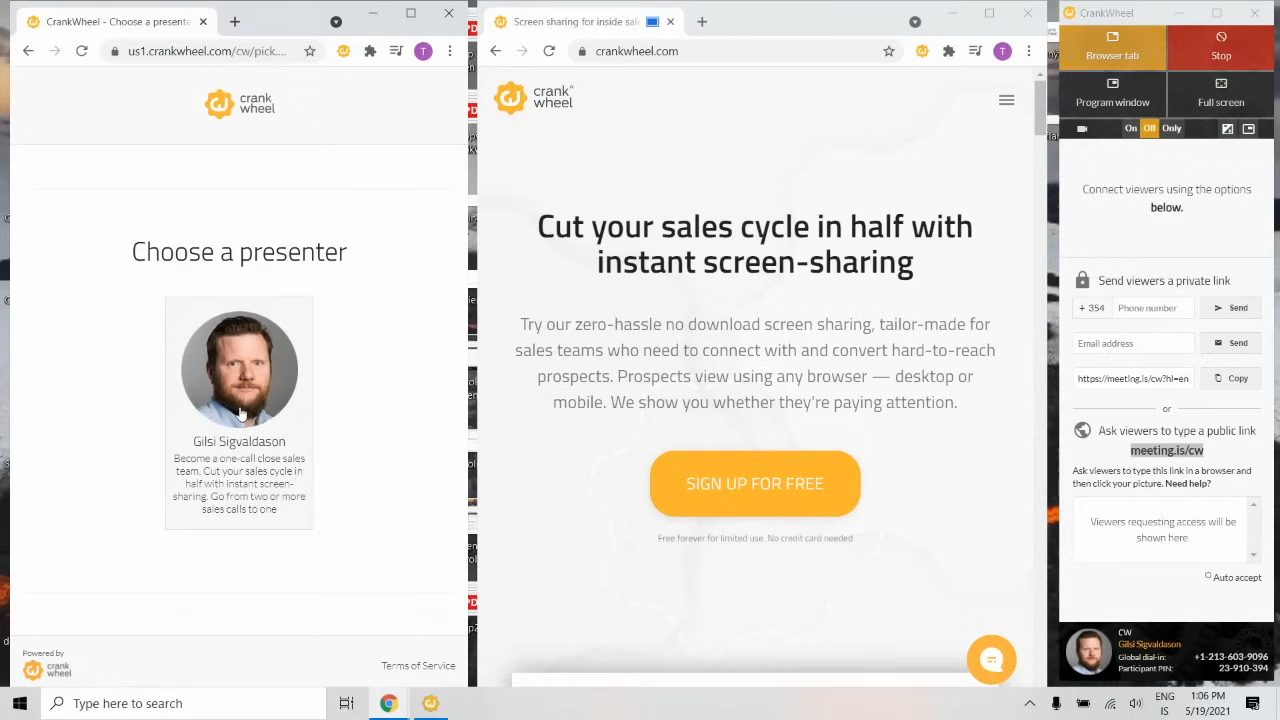 CrankWheel - Choose a presente
us1.crankwheel.com/cw/pick....
T
crank
wheel
Choose a presenter
Gilsi Sigvaldason
Become a one-call close sales
team. Cut your sales cycle in
half with instant screen-
sharing. Go from two or more
sales calls to one
Powered by
crank
wheel
Terms of Service
Type here to search
Screen sharing for inside sal
crankwheel.com
T
crank
wheel
Cut your sales cycle in half with
instant screen-sharing
Try our zero-hassle no download screen sharing, tailor-made for
sales teams who need to connect with and convert hard-to-reach
prospects. Prospects view using any browser — desktop or
mobile. We show you whether they're paying attention.
SIGN UP FOR FREE
Free forever for limited use. No credit card needed.
CrankWheel
Browser tab
Stop
Program window
Full screen
On Off Only
Connect viewers using the options
below.
Send viewers a private link
+ 354 Phone number Send
Email address Send
https://meeting.is/cw?hl=en Copy
or
Ask viewers to type a public link
meeting.is/cw
Ask viewers to type this link in a browser and
then click your picture. Need help?
Viewers requesting access will be
shown here.
Auto accept
CW
Gilsi Sigvaldason
Global dial-in: +1-213-603-9096
Participant PIN: 23-910-394
ENG
IS
1:06 PM
5/19/2021